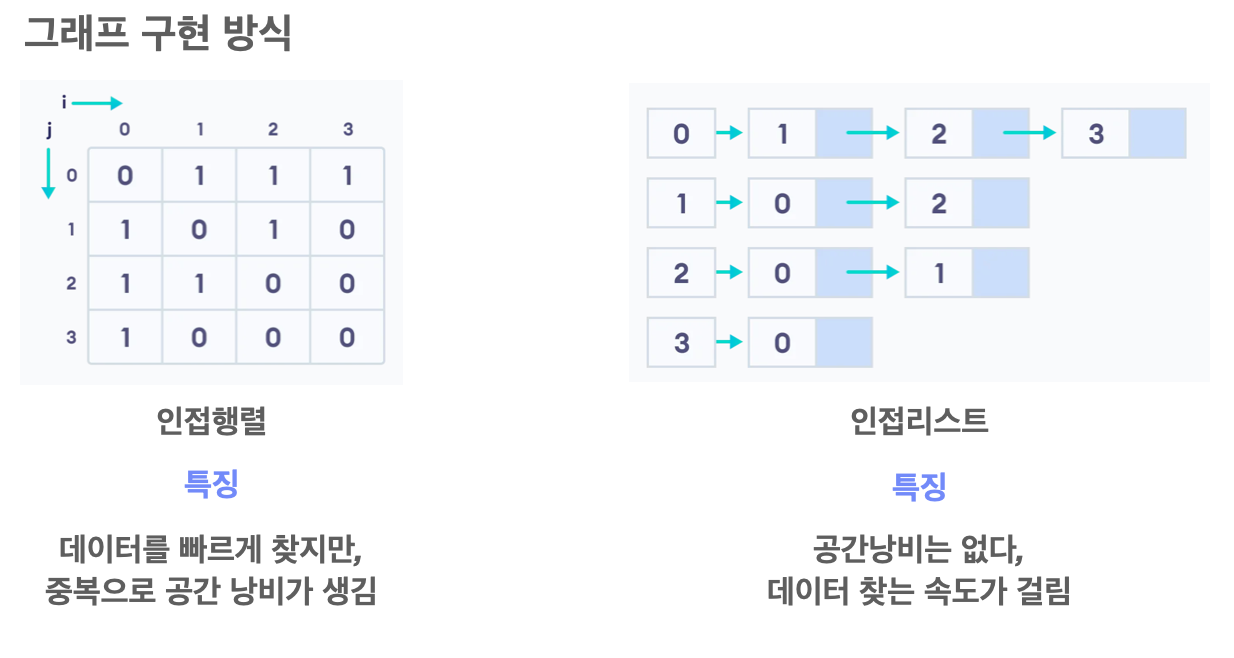 그래프 구현 방식
i
j
0 1 2 3
0 0 1 1 1
1 1 0 1 0
2 1 1 0 0
3 1 0 0 0
인접행렬
특징
데이터를 빠르게 찾지만,
중복으로 공간 낭비가 생김
0 1 2 3
1 0 2
2 0 1
3 0
인접리스트
특징
공간낭비는 없다,
데이터 찾는 속도가 걸림